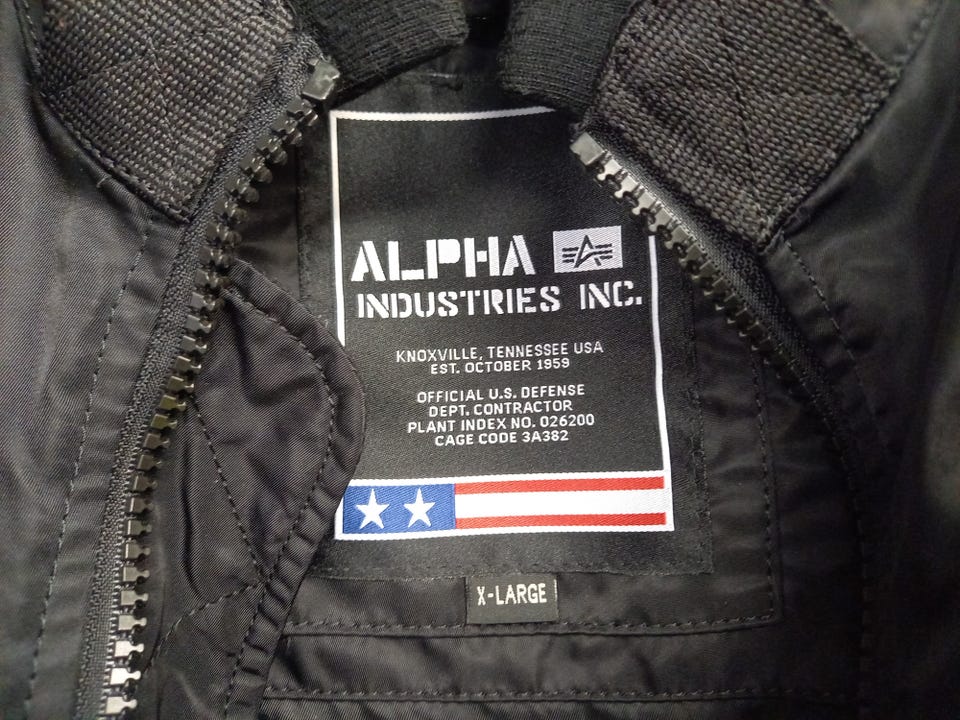 ALPHA
INDUSTRIES INC.
KNOXVILLE, TENNESSEE USA
EST. OCTOBER 1959
OFFICIAL U.S. DEFENSE
DEPT. CONTRACTOR
PLANT INDEX NO. 026200
CAGE CODE 3A382
X-LARGE